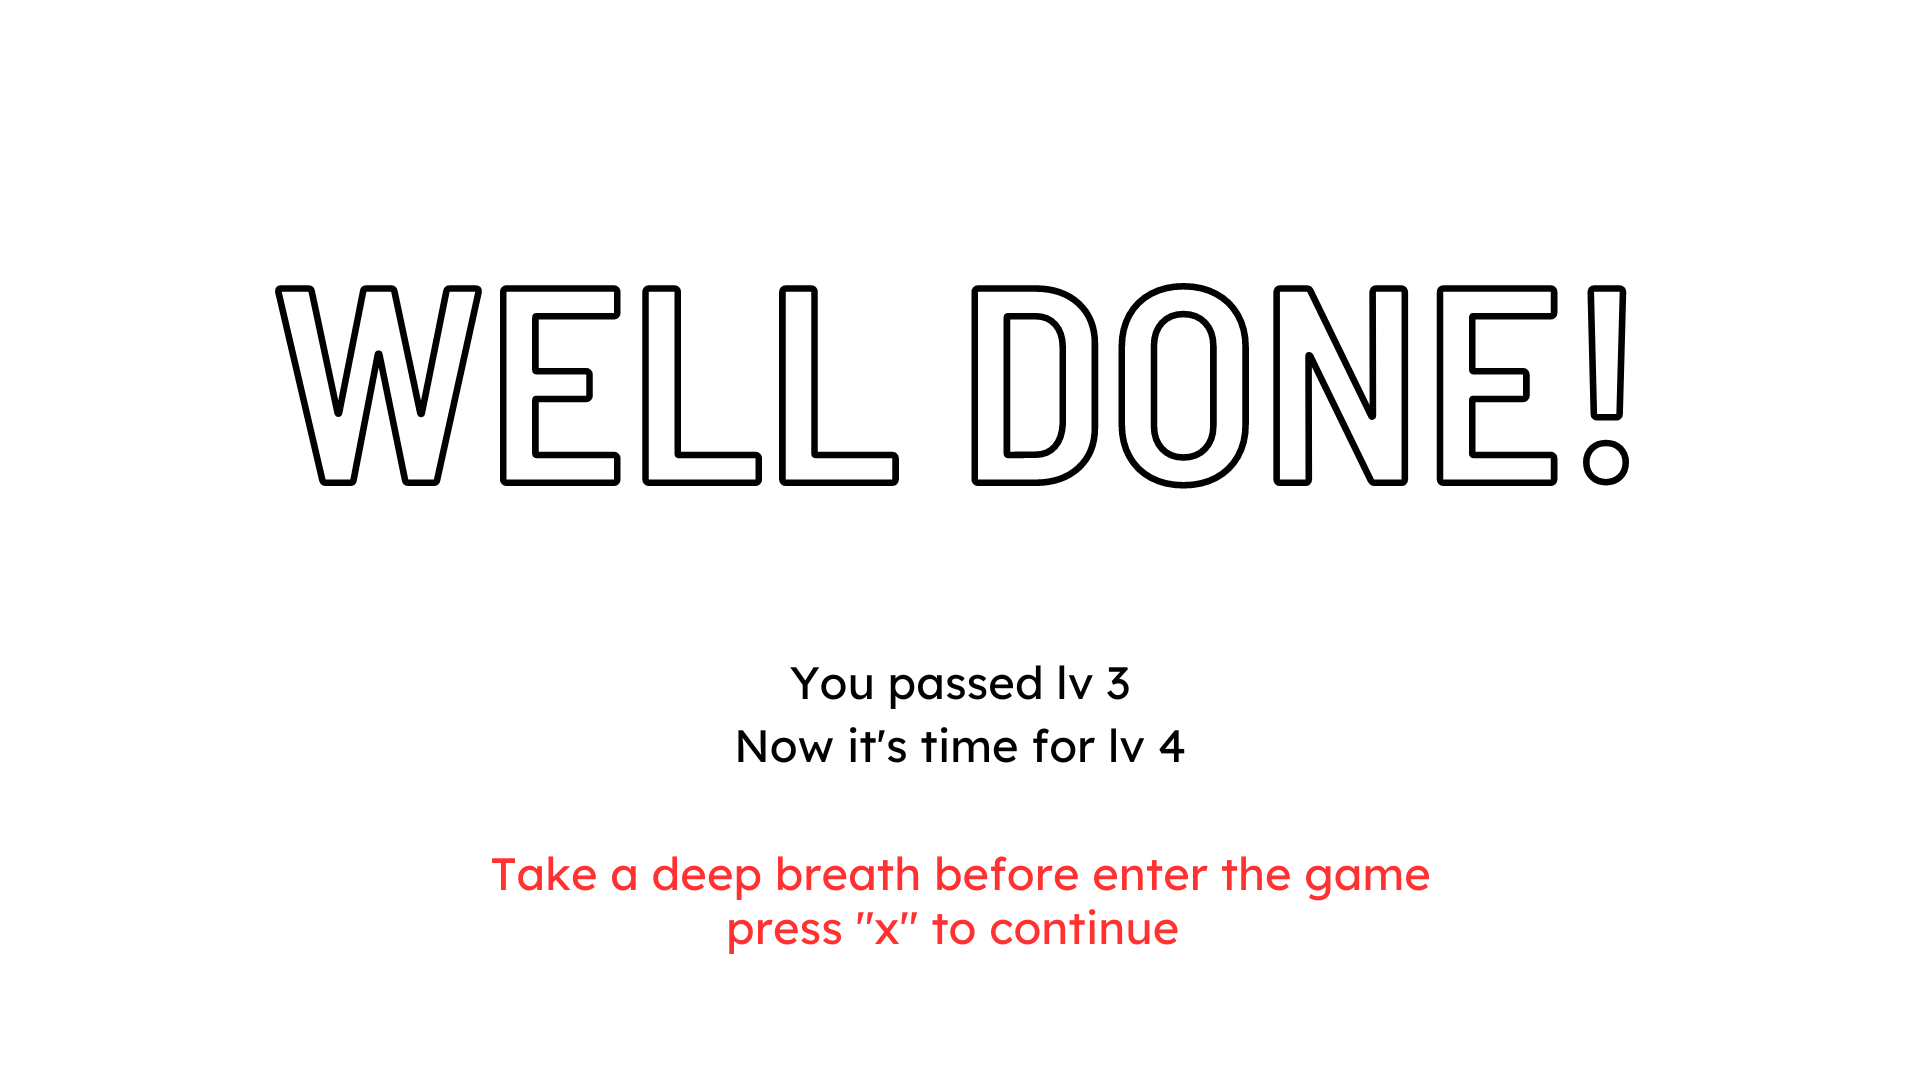 WELL DONE!
You passed lv 3
Now it's time for lv 4
Take a deep breath before enter the game
press "x" to continue